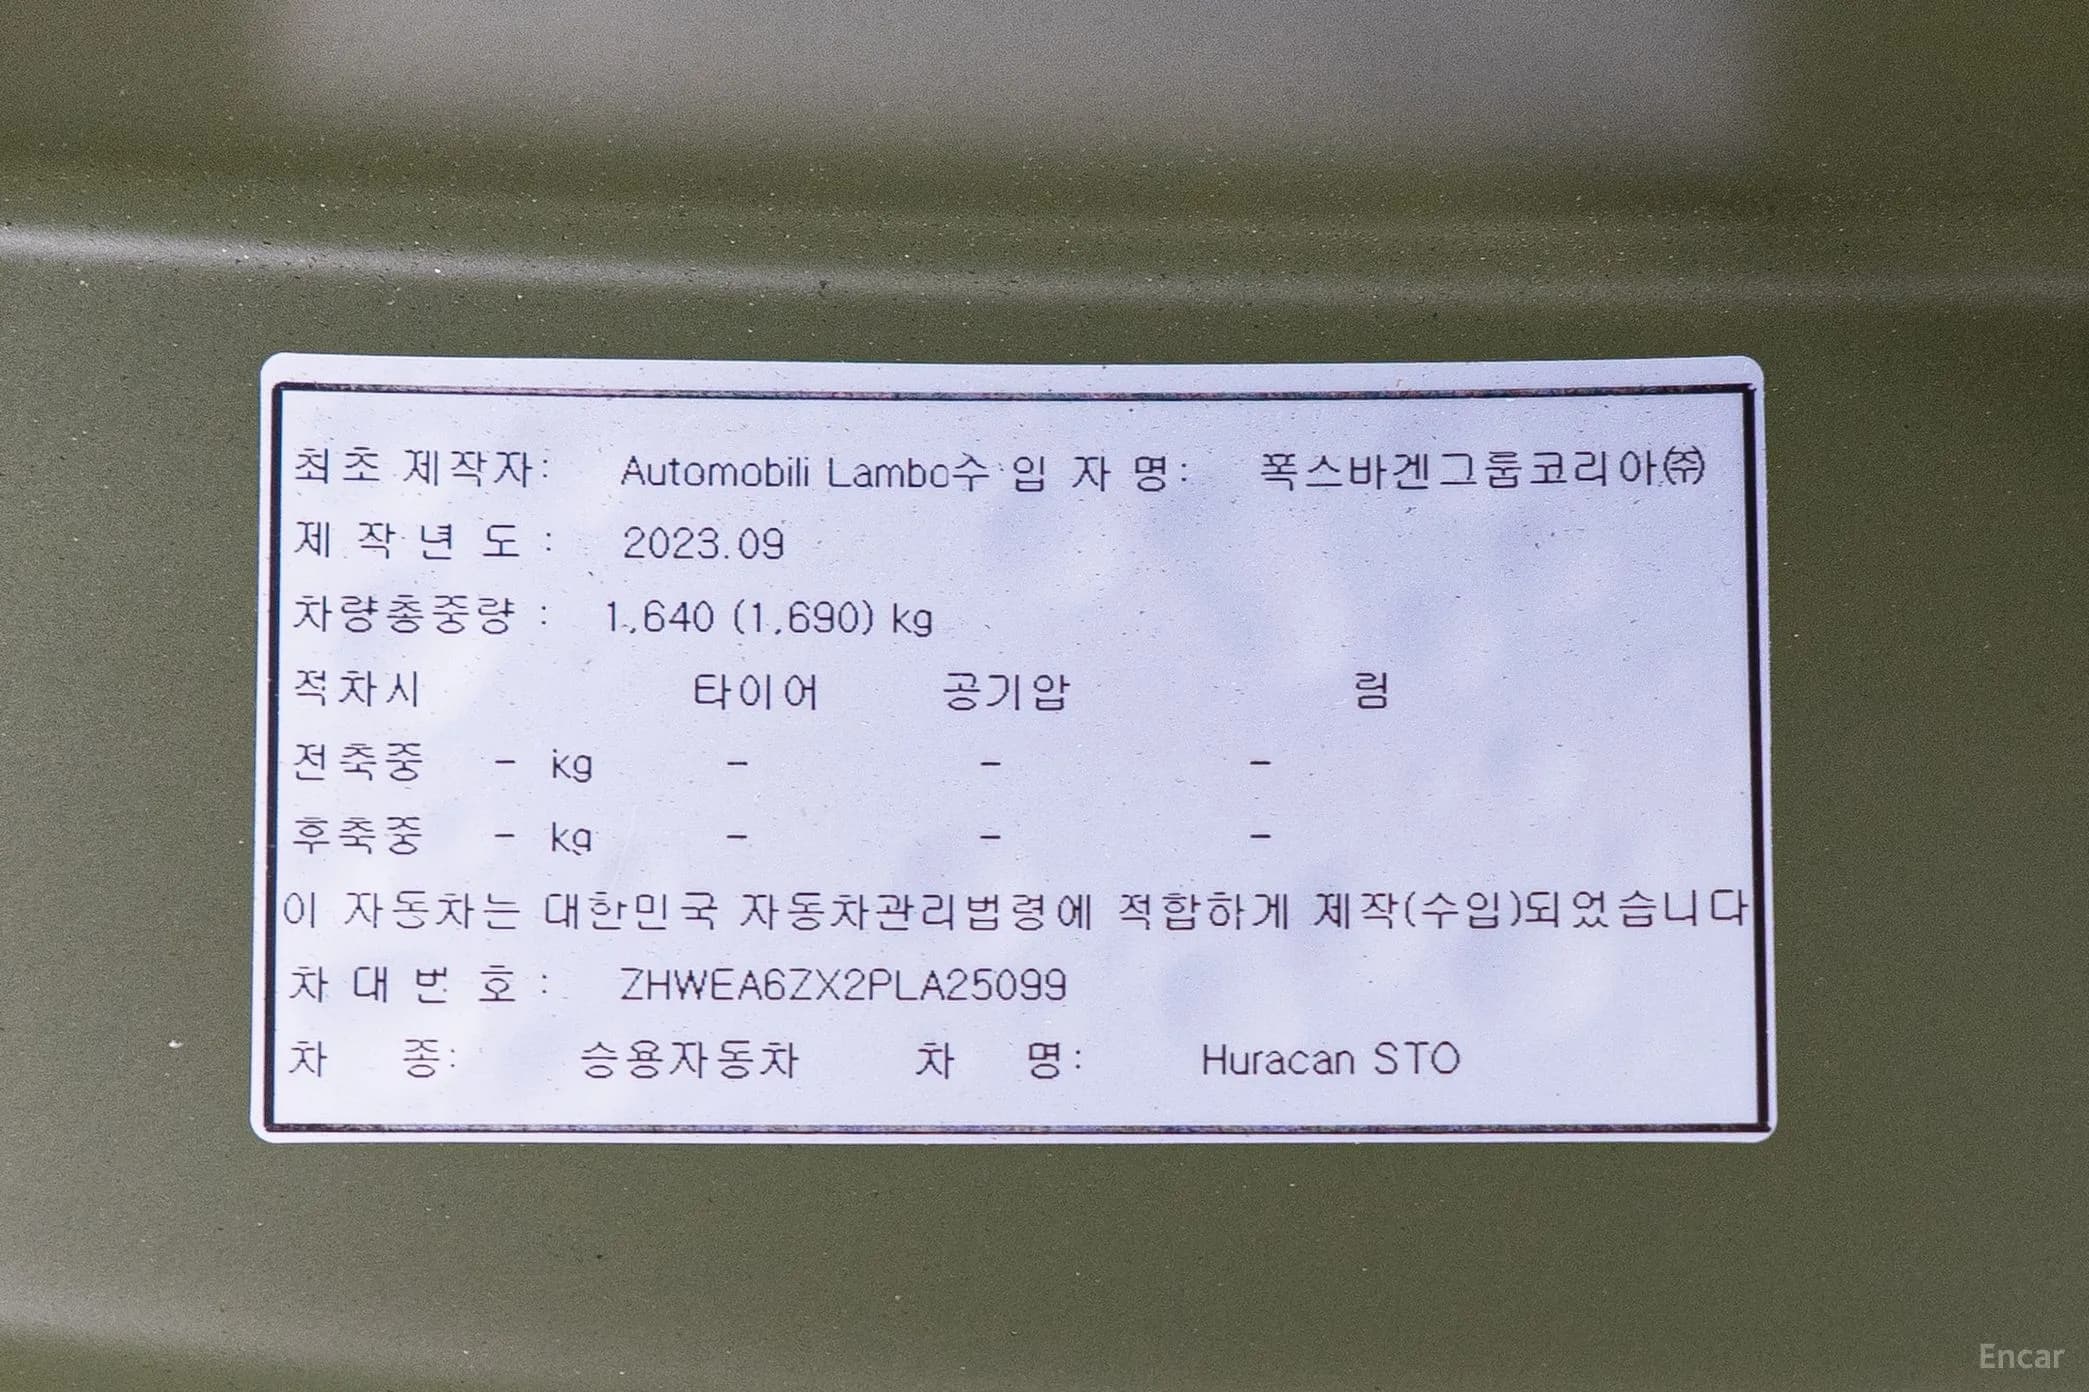 최초 제작자: Automobili Lambo수 입 자 명: 폭스바겐그룹코리아㈜
제 작 년 도 : 2023.09
차량총중량 : 1,640 (1,690) kg
적차시 타이어 공기압 림
전축중 - kg - - -
후축중 - kg - - -
이 자동차는 대한민국 자동차관리법령에 적합하게 제작(수입)되었습니다
차 대 번 호 : ZHWEA6ZX2PLA25099
차 종: 승용자동차 차 명: Huracan STO
Encar